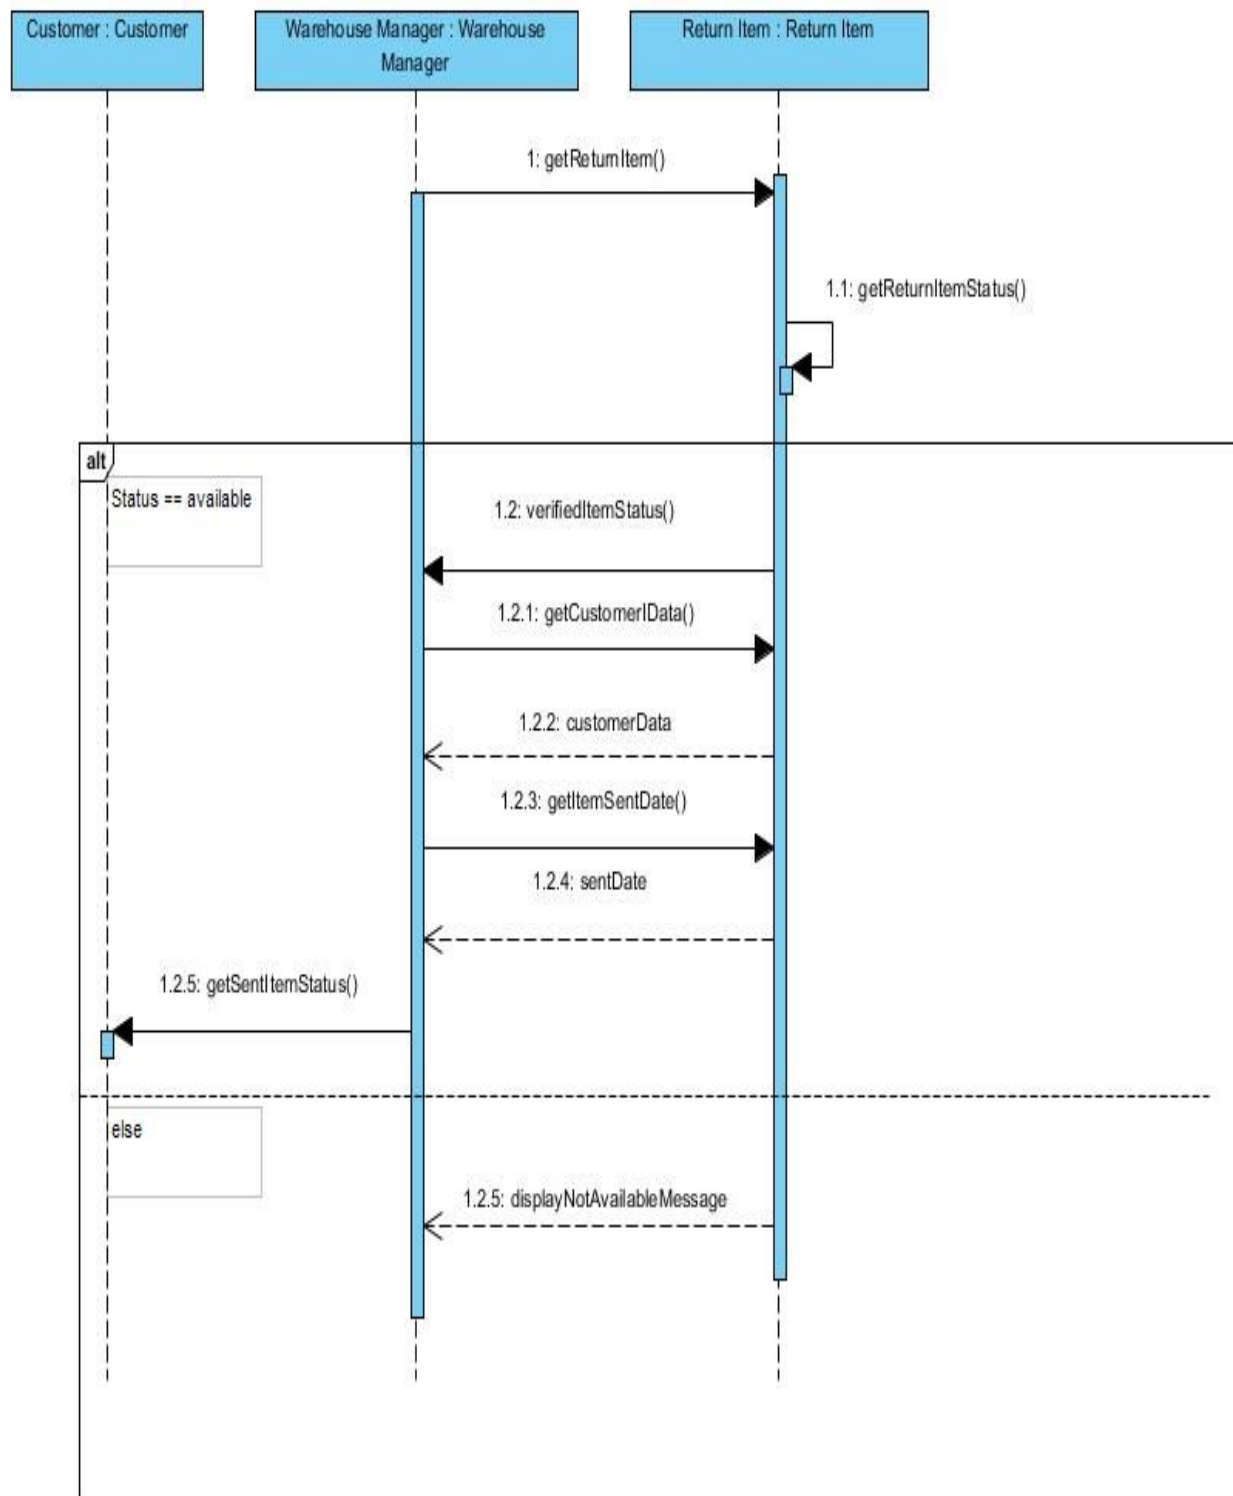 Customer : Customer
Warehouse Manager : Warehouse
Manager
Return Item : Return Item
1: getReturnItem()
1.1: getReturnItemStatus()
alt
Status == available
1.2: verifiedItemStatus()
1.2.1: getCustomerIData()
1.2.2: customerData
1.2.3: getItemSentDate()
1.2.4: sentDate
1.2.5: getSentItemStatus()
else
1.2.5: displayNotAvailableMessage